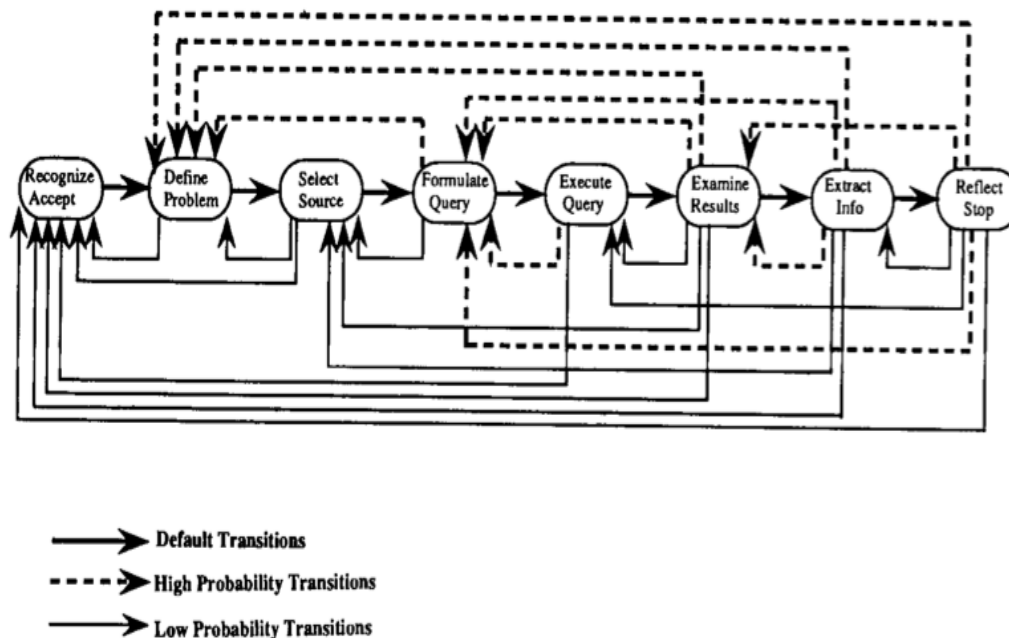 Recognize
Accept
Define
Problem
Select
Source
Formulate
Query
Execute
Query
Examine
Results
Extract
Info
Reflect
Stop
Default Transitions
High Probability Transitions
Low Probability Transitions